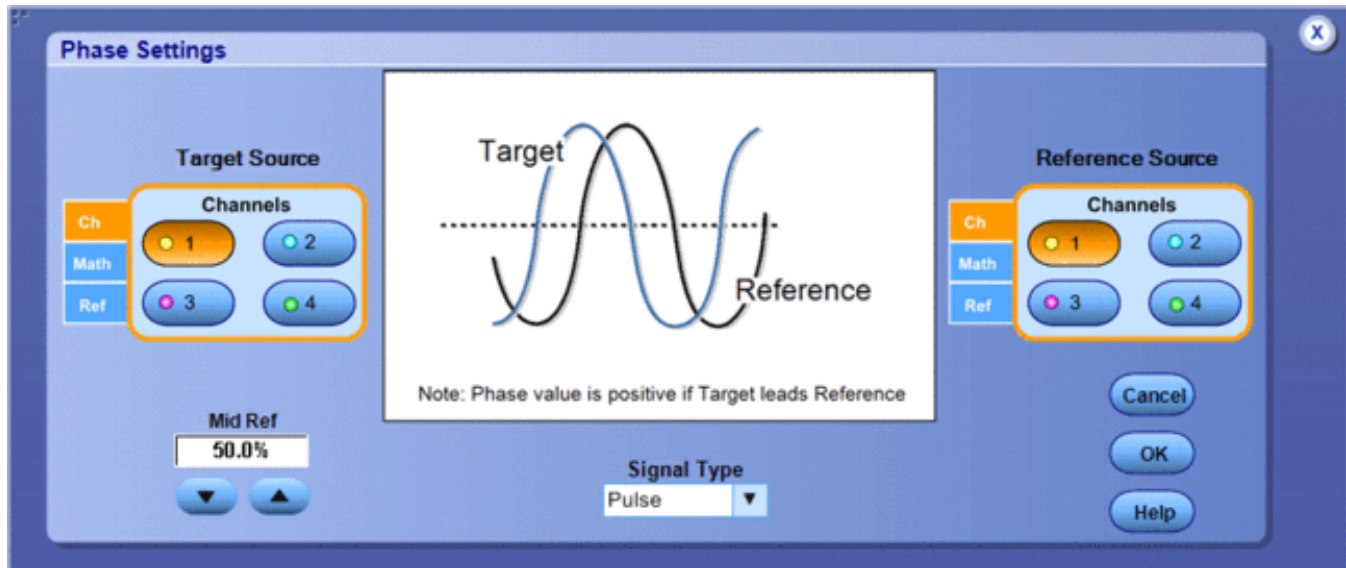 Phase Settings
X
Target Source
Channels
Ch
Math
Ref
1
2
3
4
Mid Ref
50.0%
Target
Reference
Note: Phase value is positive if Target leads Reference
Signal Type
Pulse
Reference Source
Channels
Ch
Math
Ref
1
2
3
4
Cancel
OK
Help